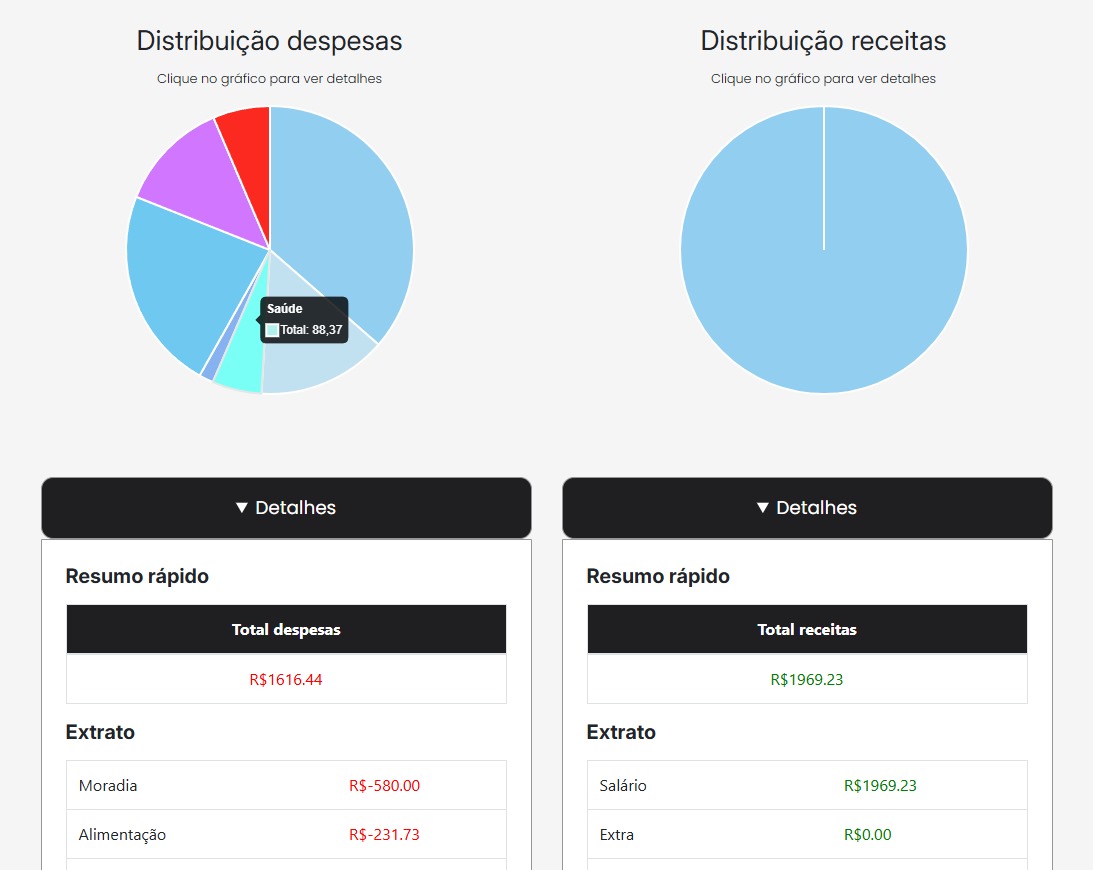 Distribuição despesas
Clique no gráfico para ver detalhes
Saúde
Total: 88,37
▼ Detalhes
Resumo rápido
Total despesas
R$1616.44
Extrato
Moradia R$-580.00
Alimentação R$-231.73
Distribuição receitas
Clique no gráfico para ver detalhes
▼ Detalhes
Resumo rápido
Total receitas
R$1969.23
Extrato
Salário R$1969.23
Extra R$0.00